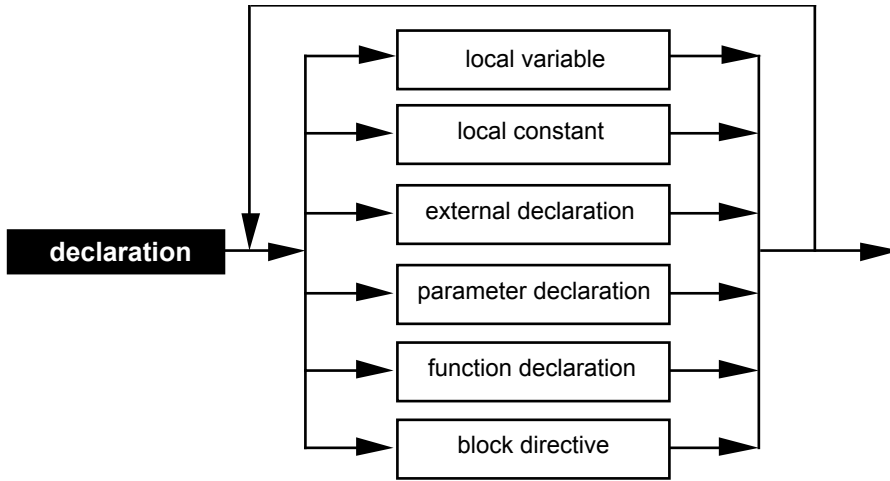 local variable
local constant
external declaration
declaration
parameter declaration
function declaration
block directive